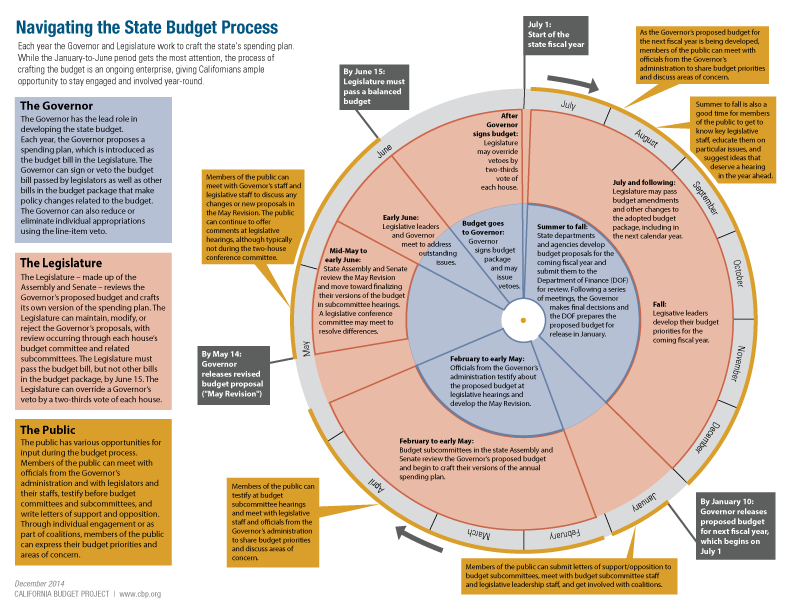 Navigating the State Budget Process
Each year the Governor and Legislature work to craft the state's spending plan.
While the January-to-June period gets the most attention, the process of
crafting the budget is an ongoing enterprise, giving Californians ample
opportunity to stay engaged and involved year-round.
The Governor
The Governor has the lead role in
developing the state budget.
Each year, the Governor proposes a
spending plan, which is introduced as
the budget bill in the Legislature. The
Governor can sign or veto the budget
bill passed by legislators as well as other
bills in the budget package that make
policy changes related to the budget.
The Governor can also reduce or
eliminate individual appropriations
using the line-item veto.
The Legislature
The Legislature – made up of the
Assembly and Senate – reviews the
Governor's proposed budget and crafts
its own version of the spending plan. The
Legislature can maintain, modify, or
reject the Governor's proposals, with
review occurring through each house's
budget committee and related
subcommittees. The Legislature must
pass the budget bill, but not other bills
in the budget package, by June 15. The
Legislature can override a Governor's
veto by a two-thirds vote of each house.
The Public
The public has various opportunities for
input during the budget process.
Members of the public can meet with
officials from the Governor's
administration and with legislators and
their staffs, testify before budget
committees and subcommittees, and
write letters of support and opposition.
Through individual engagement or as
part of coalitions, members of the public
can express their budget priorities and
areas of concern.
December 2014
CALIFORNIA BUDGET PROJECT | www.cbp.org
July 1:
Start of the
state fiscal year
As the Governor's proposed budget for
the next fiscal year is being developed,
members of the public can meet with
officials from the Governor's
administration to share budget priorities
and discuss areas of concern.
Summer to fall is also a
good time for members
of the public to get to
know key legislative
staff, educate them on
particular issues, and
suggest ideas that
deserve a hearing in
the year ahead.
By June 15:
Legislature must
pass a balanced
budget
Members of the public can
meet with Governor's staff and
legislative staff to discuss any
changes or new proposals in
the May Revision. The public
can continue to offer
comments at legislative
hearings, although typically
not during the two-house
conference committee.
By May 14:
Governor
releases revised
budget proposal
("May Revision")
Members of the public can
testify at budget
subcommittee hearings
and meet with legislative
staff and officials from the
Governor's administration
to share budget priorities
and discuss areas of
concern.
Members of the public can submit letters of support/opposition to
budget subcommittees, meet with budget subcommittee staff
and legislative leadership staff, and get involved with coalitions.
By January 10:
Governor releases
proposed budget
for next fiscal year,
which begins on
July 1
July
August
September
October
November
December
January
February
March
April
May
June
After
Governor
signs budget:
Legislature
may override
vetoes by
two-thirds
vote of
each house.
July and following:
Legislature may pass
budget amendments
and other changes to
the adopted budget
package, including in
the next calendar year.
Fall:
Legislative leaders
develop their budget
priorities for the
coming fiscal year.
Summer to fall:
State departments
and agencies develop
budget proposals for the
coming fiscal year and
submit them to the
Department of Finance (DOF)
for review. Following a series
of meetings, the Governor
makes final decisions and
the DOF prepares the
proposed budget for
release in January.
Budget goes
to Governor:
Governor
signs budget
package
and may
issue
vetoes.
Early June:
Legislative leaders
and Governor
meet to address
outstanding
issues.
Mid-May to
early June:
State Assembly and Senate
review the May Revision
and move toward finalizing
their versions of the budget
in subcommittee hearings.
A legislative conference
committee may meet to
resolve differences.
February to early May:
Officials from the Governor's
administration testify about
the proposed budget at
legislative hearings and
develop the May Revision.
February to early May:
Budget subcommittees in the state Assembly and
Senate review the Governor's proposed budget
and begin to craft their versions of the annual
spending plan.